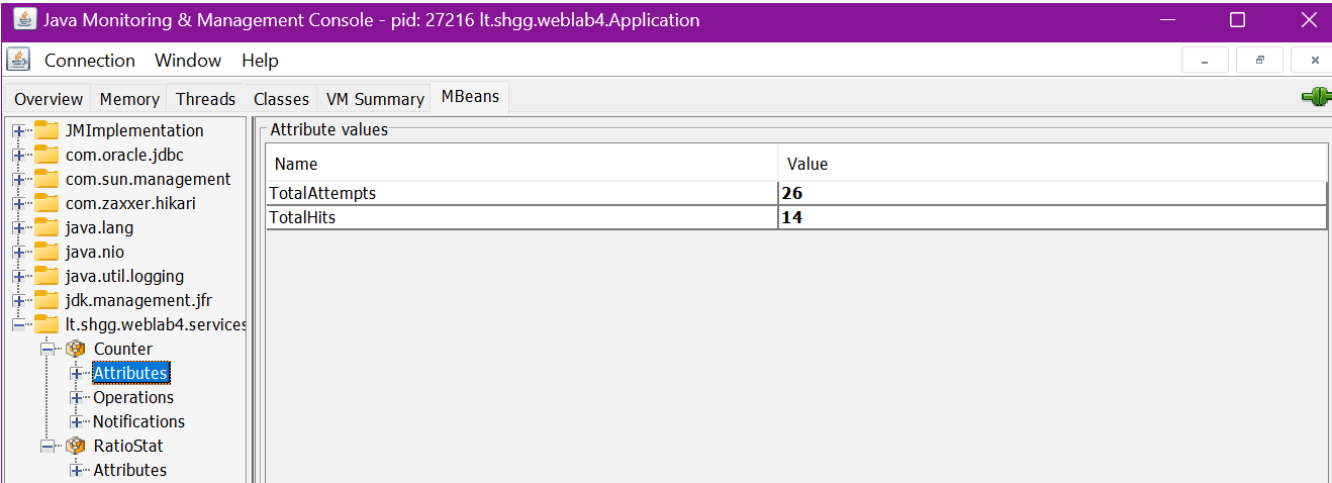 Java Monitoring & Management Console - pid: 27216 lt.shgg.weblab4.Application
Connection Window Help
Overview Memory Threads Classes VM Summary MBeans
JMImplementation
com.oracle.jdbc
com.sun.management
com.zaxxer.hikari
java.lang
java.nio
java.util.logging
jdk.management.jfr
lt.shgg.weblab4.services
Counter
Attributes
Operations
Notifications
RatioStat
Attributes
Attribute values
Name Value
TotalAttempts 26
TotalHits 14